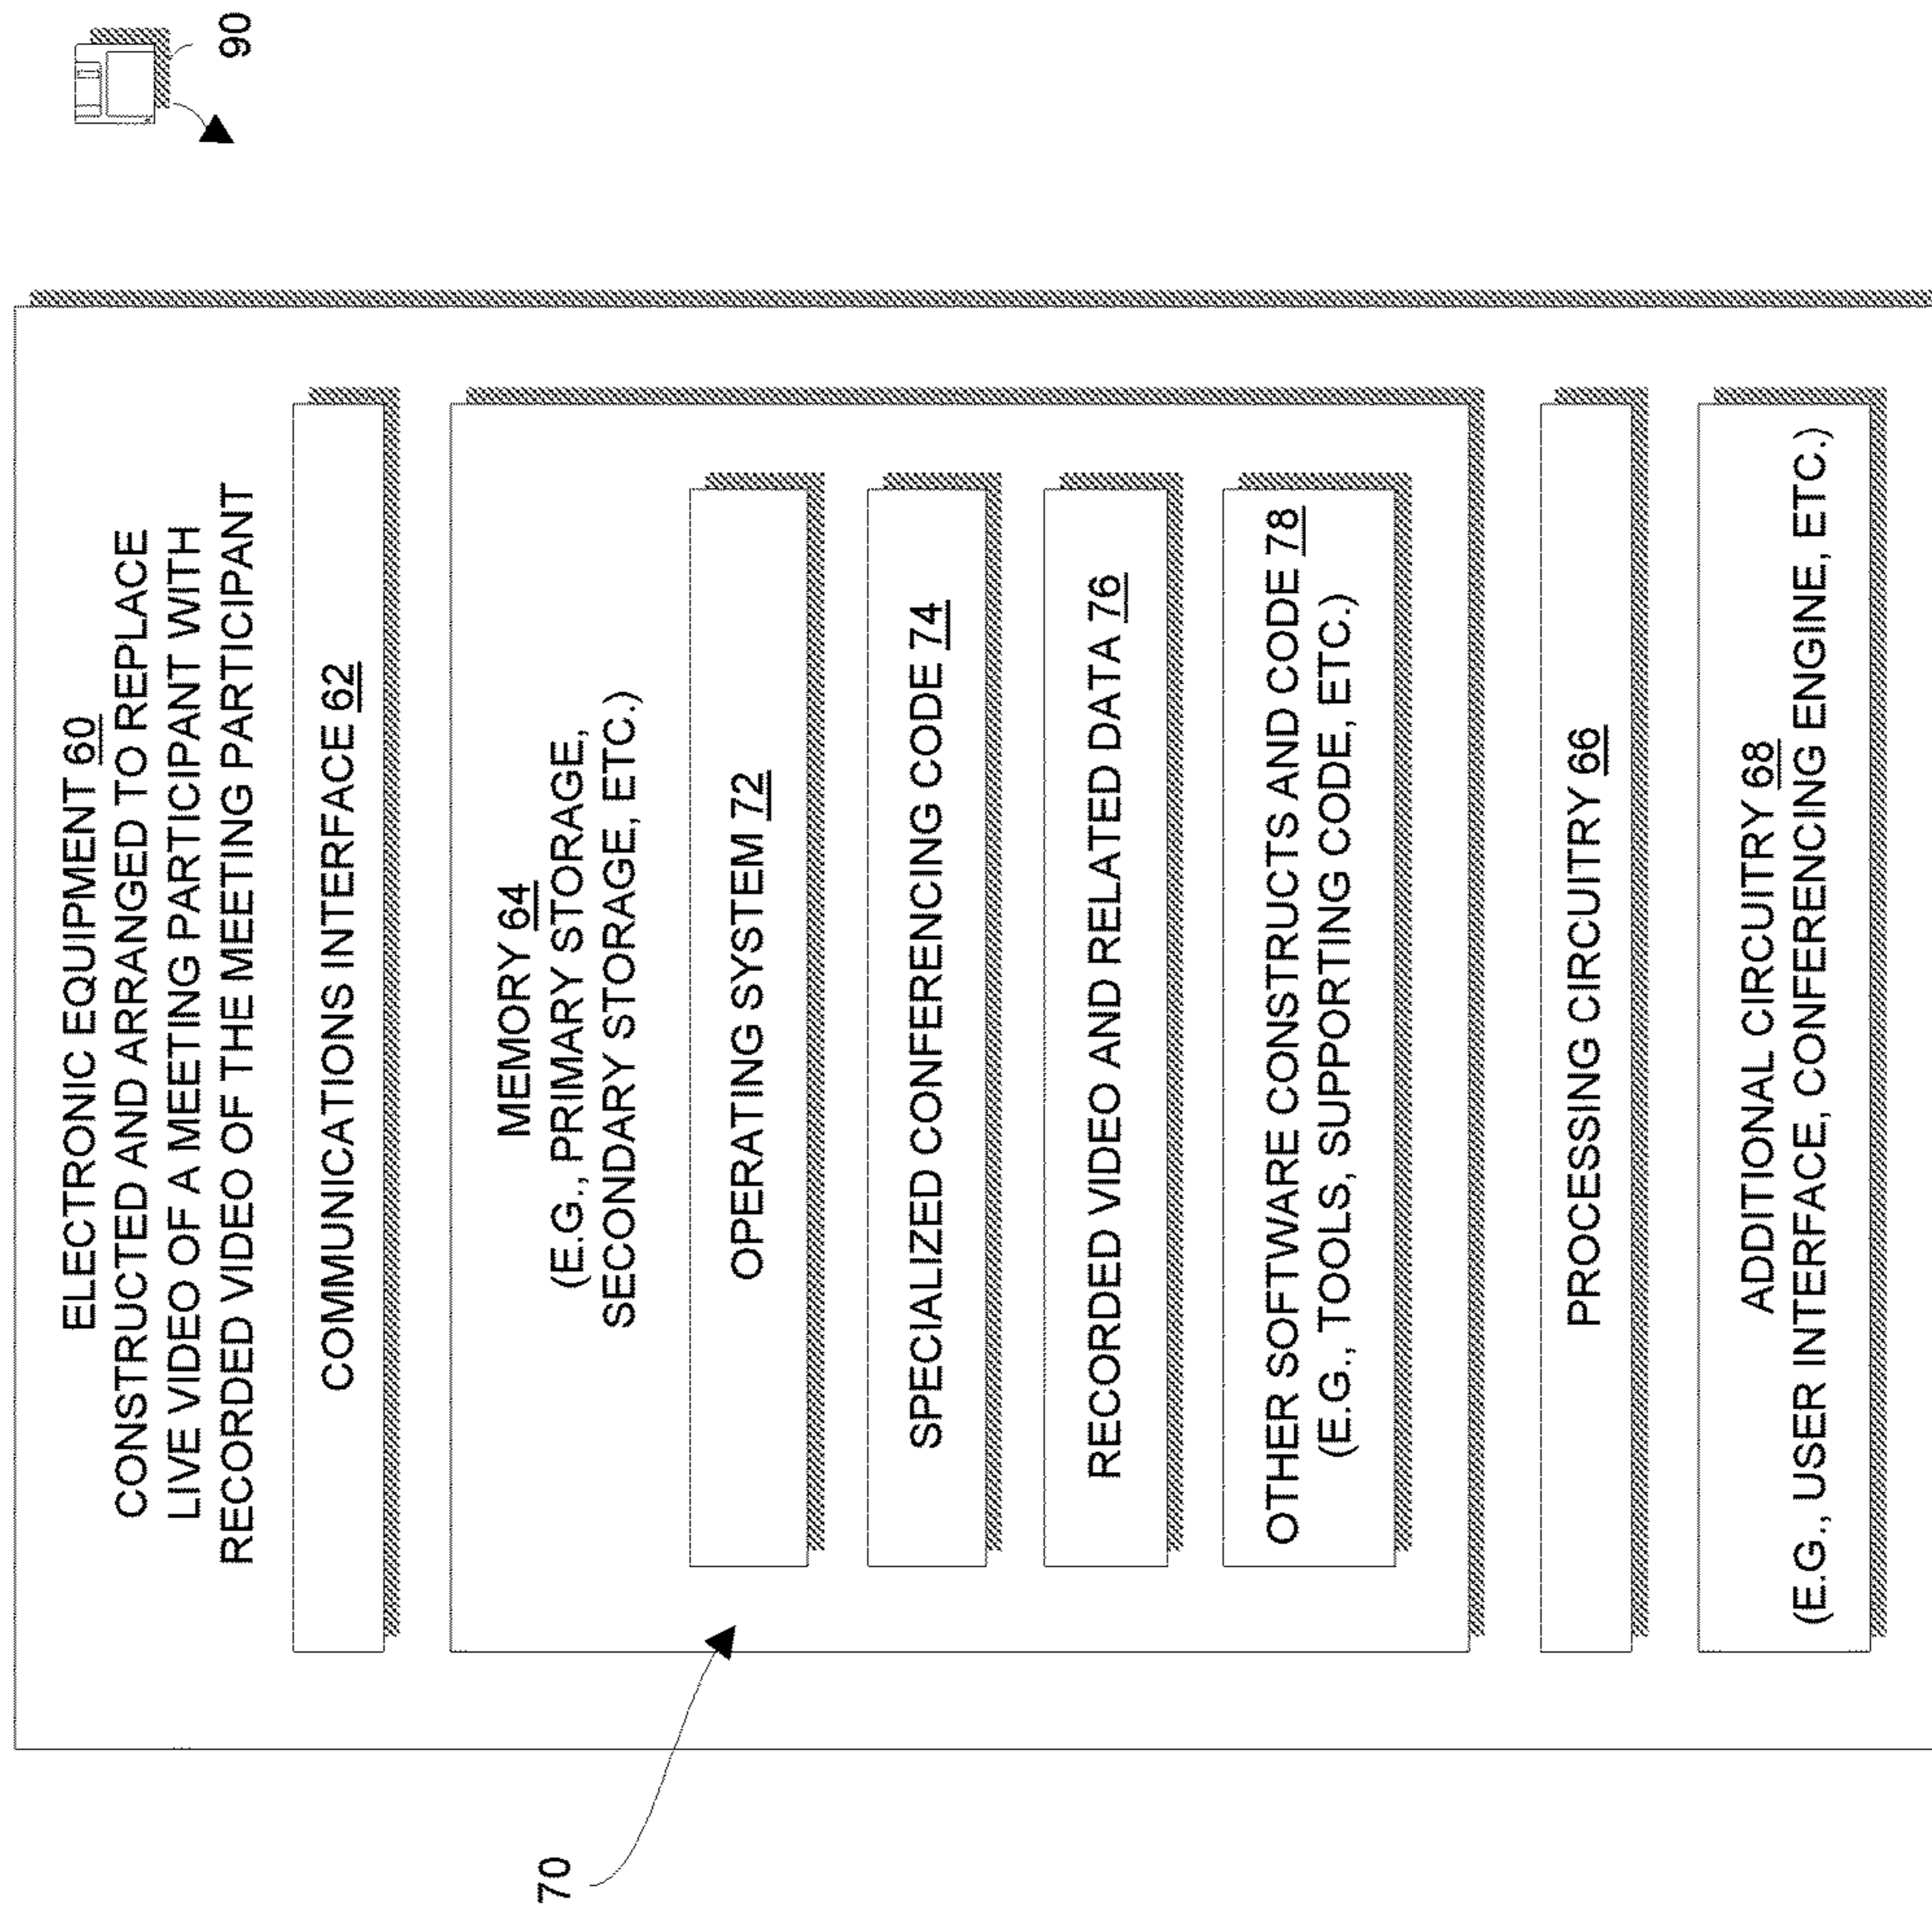 90
ELECTRONIC EQUIPMENT 60
CONSTRUCTED AND ARRANGED TO REPLACE
LIVE VIDEO OF A MEETING PARTICIPANT WITH
RECORDED VIDEO OF THE MEETING PARTICIPANT
COMMUNICATIONS INTERFACE 62
MEMORY 64
(E.G., PRIMARY STORAGE,
SECONDARY STORAGE, ETC.)
70
OPERATING SYSTEM 72
SPECIALIZED CONFERENCING CODE 74
RECORDED VIDEO AND RELATED DATA 76
OTHER SOFTWARE CONSTRUCTS AND CODE 78
(E.G., TOOLS, SUPPORTING CODE, ETC.)
PROCESSING CIRCUITRY 66
ADDITIONAL CIRCUITRY 68
(E.G., USER INTERFACE, CONFERENCING ENGINE, ETC.)